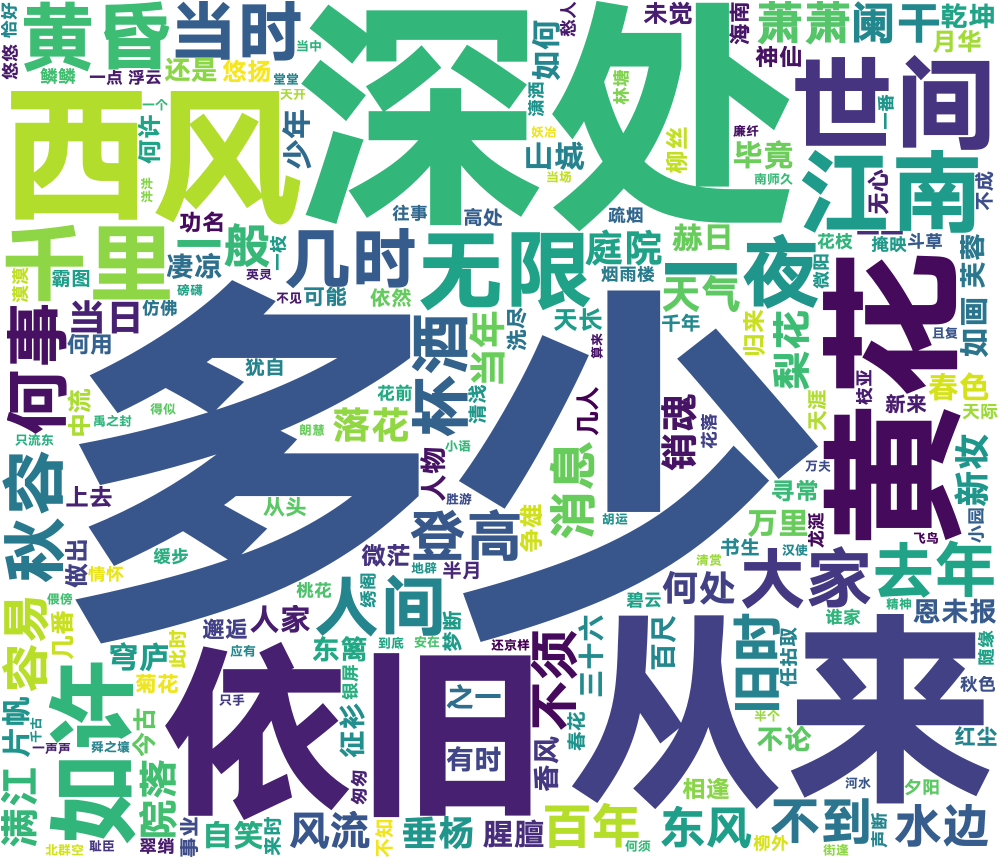 恰好
黄昏
当时
当中
深处
愁人
如何
未觉
海南
萧萧
阑干
乾坤
月华
神州
悠悠
鳞鳞
一点
浮云
还是
悠扬
堂堂
天开
潇洒
林塘
世间
一番
西风
一个
何许
少年
妖冶
山城
当场
柳丝
廉纤
毕竟
南师久
江南
无心
不成
功名
往事
高处
疏烟
千里
一般
一枝
几时
无限
庭院
赫日
一夜
花枝
掩映
斗草
芙蓉
漠漠
霸图
凄凉
磅礴
英灵
不见
可能
依然
烟雨楼
天气
微阳
黄花
何事
当日
仿佛
何用
杯酒
当年
洗尽
天长
千年
算来
归来
梨花
如画
且复
多少
犹自
花前
清浅
中流
得似
禹之封
朗慧
落花
小语
几人
销魂
花落
天涯
枝亚
新来
春色
天际
只流东
秋容
上去
从头
人物
胜游
消息
万夫
寻常
新妆
登高
争雄
胡运
万里
龙涎
小园
飞鸟
做出
缓步
微茫
地辟
半月
清赏
书生
汉使
情怀
桃花
绣阁
人间
碧云
何处
大家
去年
精神
恩未报
谁家
容易
偎傍
几番
穹庐
此时
邂逅
人家
应有
东篱
到底
安在
梦断
还京样
不须
三十六
百尺
旧时
任拈取
随缘
如许
菊花
银屏
依旧
只手
之一
有时
从来
半个
不论
秋色
红尘
片帆
千古
今古
一声声
舜之壤
征衫
香风
春花
满江
院落
匆匆
相逢
河水
夕阳
北群空
耻臣
翠绡
事业
自笑
来时
风流
不知
垂杨
腥膻
百年
何须
东风
柳外
街逢
不到
声断
水边